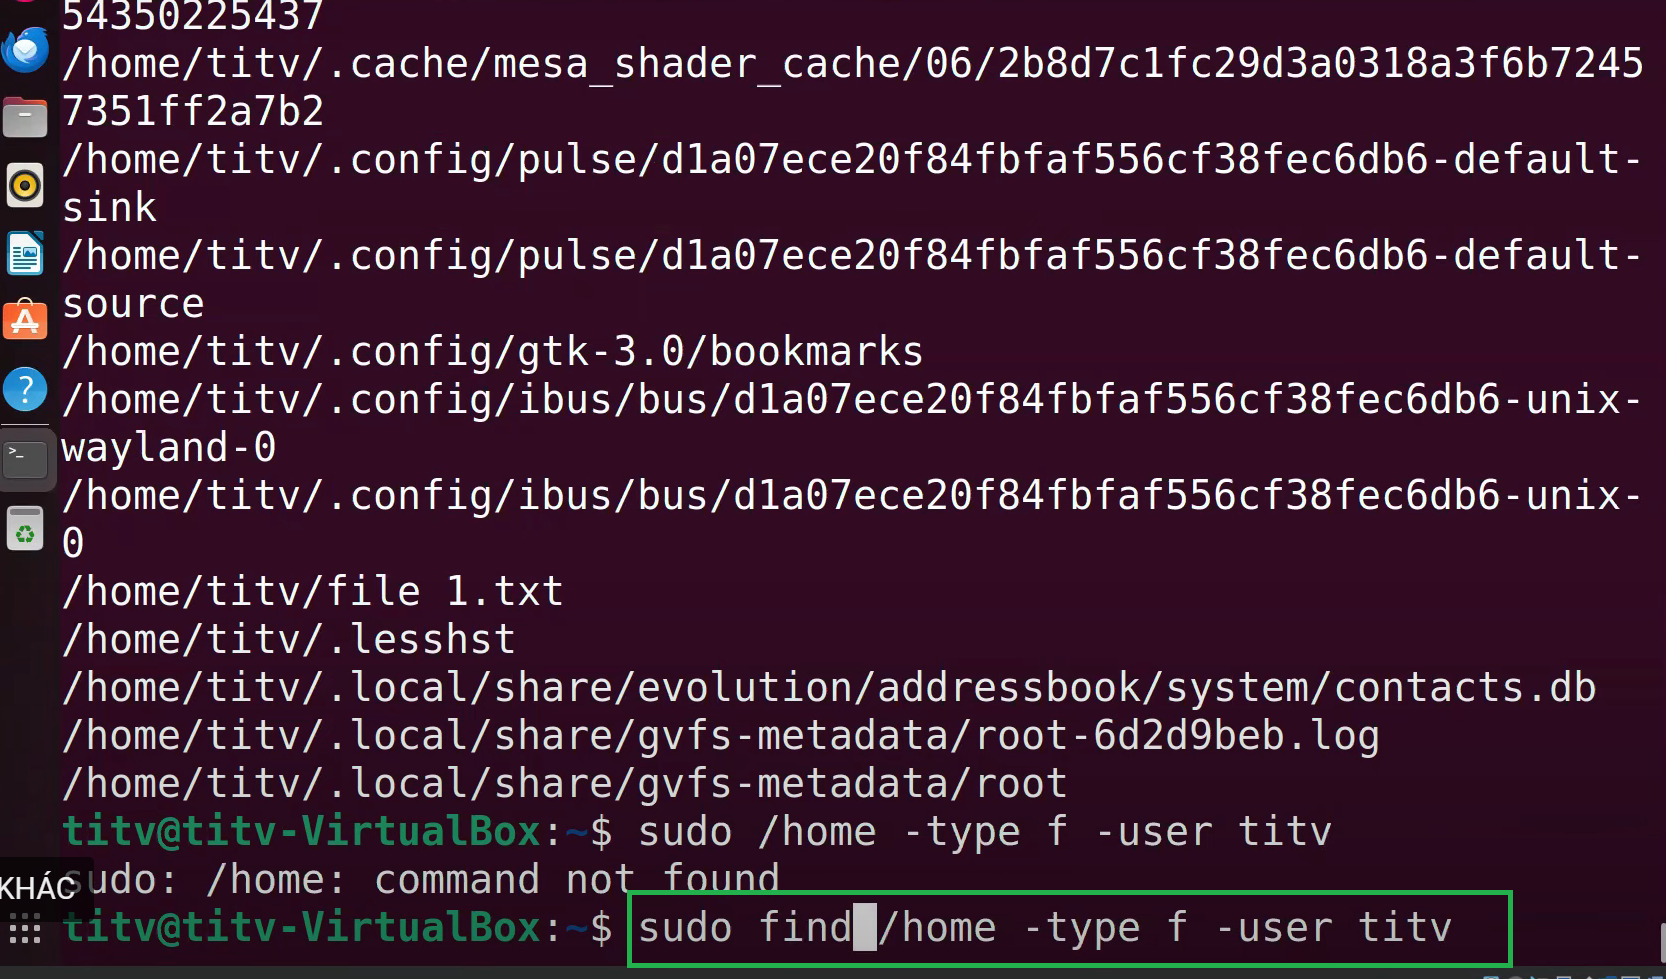 54350225437
/home/titv/.cache/mesa_shader_cache/06/2b8d7c1fc29d3a0318a3f6b7245
7351ff2a7b2
/home/titv/.config/pulse/d1a07ece20f84fbfaf556cf38fec6db6-default-
sink
/home/titv/.config/pulse/d1a07ece20f84fbfaf556cf38fec6db6-default-
source
/home/titv/.config/gtk-3.0/bookmarks
/home/titv/.config/ibus/bus/d1a07ece20f84fbfaf556cf38fec6db6-unix-
wayland-0
/home/titv/.config/ibus/bus/d1a07ece20f84fbfaf556cf38fec6db6-unix-
0
/home/titv/file 1.txt
/home/titv/.lesshst
/home/titv/.local/share/evolution/addressbook/system/contacts.db
/home/titv/.local/share/gvfs-metadata/root-6d2d9beb.log
/home/titv/.local/share/gvfs-metadata/root
titv@titv-VirtualBox:~$ sudo /home -type f -user titv
sudo: /home: command not found
KHÁC
titv@titv-VirtualBox:~$ sudo find /home -type f -user titv